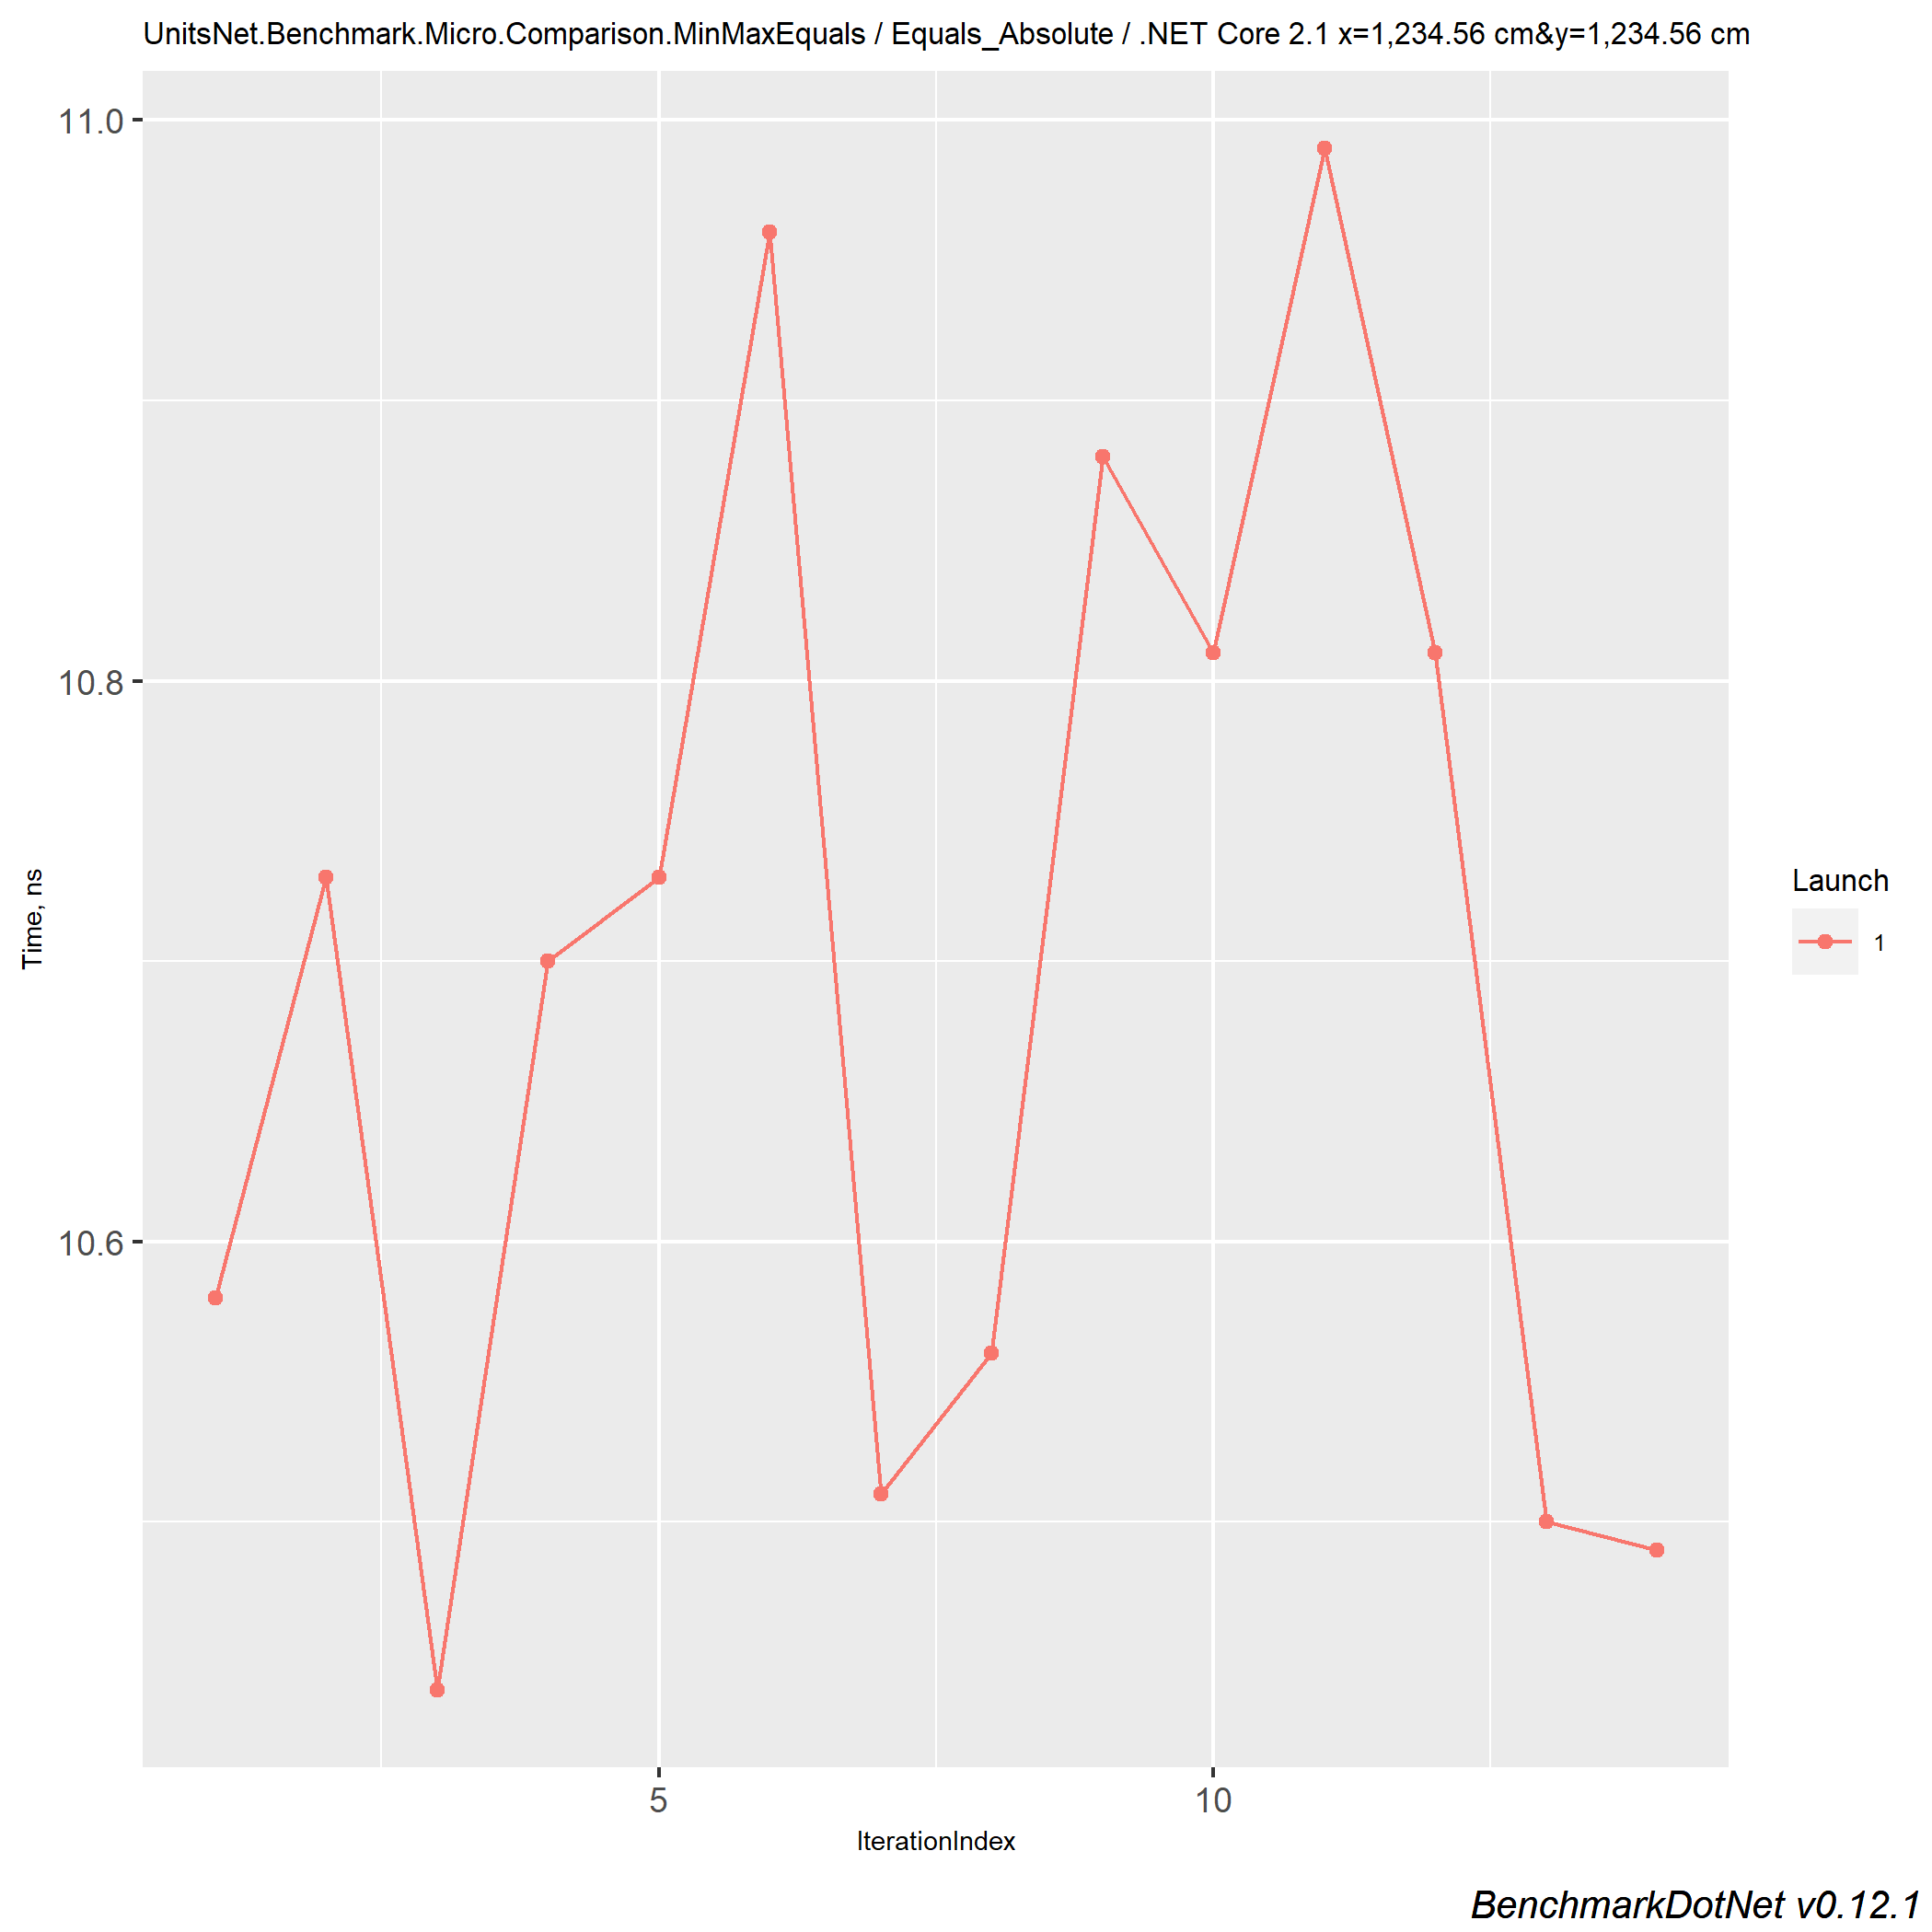 UnitsNet.Benchmark.Micro.Comparison.MinMaxEquals / Equals_Absolute / .NET Core 2.1 x=1,234.56 cm&y=1,234.56 cm
11.0
10.8
10.6
Time, ns
5
10
IterationIndex
Launch
1
BenchmarkDotNet v0.12.1